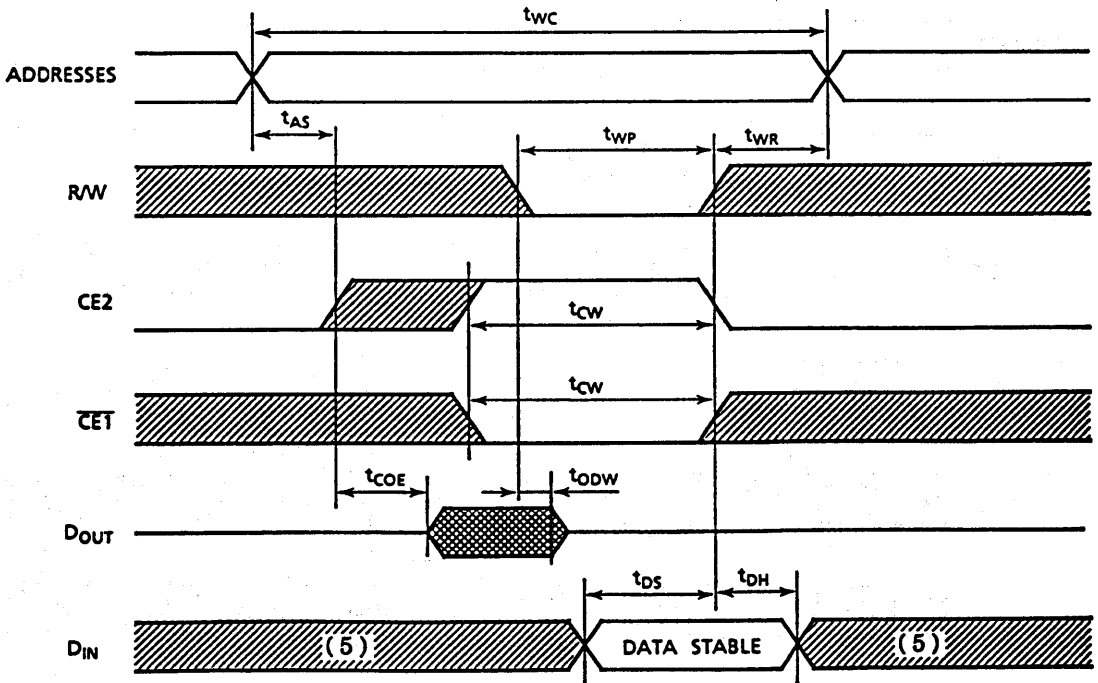 tWC
ADDRESSES
tAS
tWP
tWR
R/W
CE2
tCW
tCW
CE1
tCOE
tODW
DOUT
tDS
tDH
DIN
(5)
DATA STABLE
(5)